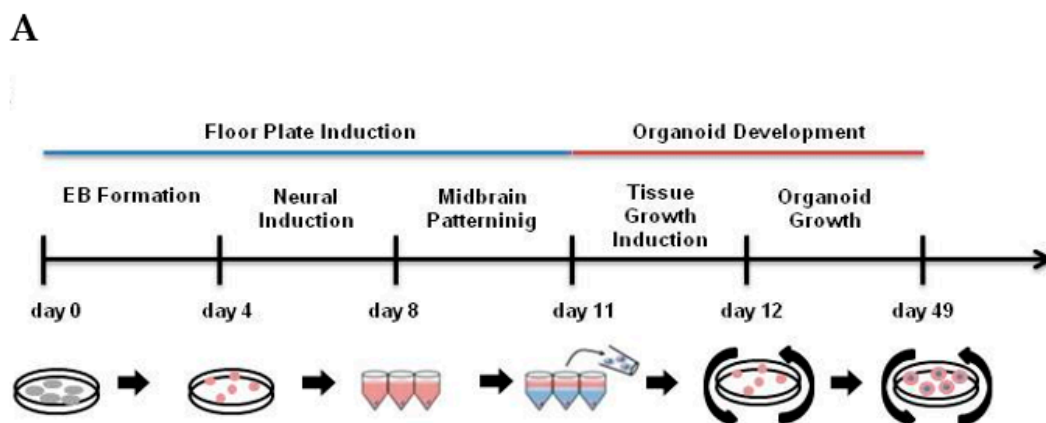 A
Floor Plate Induction
Organoid Development
EB Formation
Neural
Induction
Midbrain
Patterninig
Tissue
Growth
Induction
Organoid
Growth
day 0
day 4
day 8
day 11
day 12
day 49